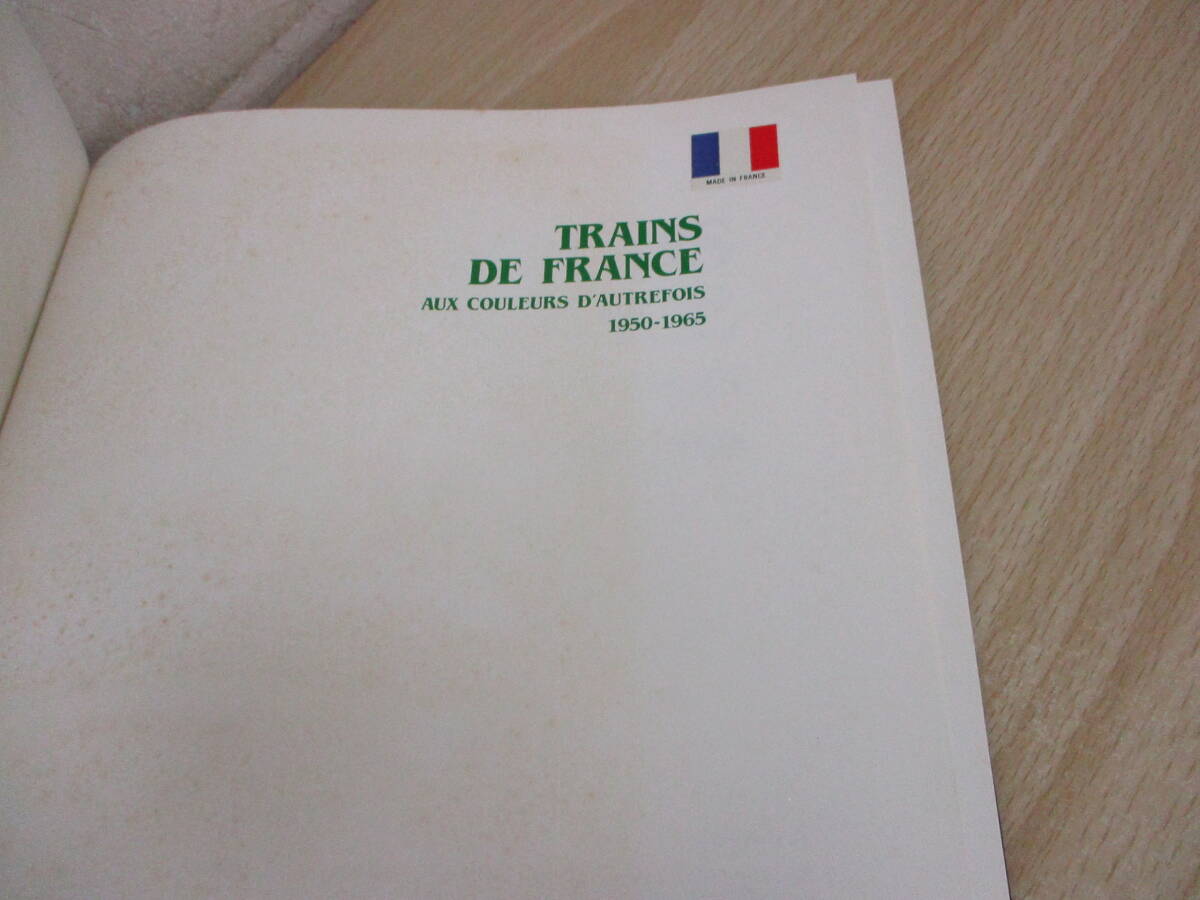 MADE IN FRANCE
TRAINS
DE FRANCE
AUX COULEURS D'AUTREFOIS
1950-1965